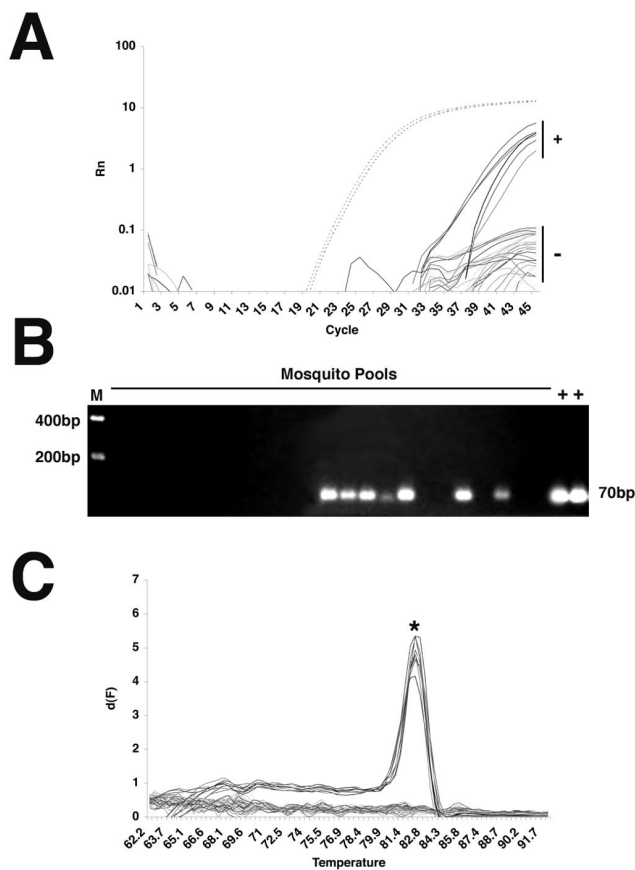 A
100
10
1
0.1
0.01
Rn
+
-
1 3 5 7 9 11 13 15 17 19 21 23 25 27 29 31 33 35 37 39 41 43 45
Cycle
B
Mosquito Pools
M
+ +
400bp
200bp
70bp
C
7
6
5
4
3
2
1
0
d(F)
*
62.2 63.7 65.1 66.6 68.1 69.6 71 72.5 74 75.5 76.9 78.4 79.9 81.4 82.8 84.3 85.8 87.4 88.7 90.2 91.7
Temperature